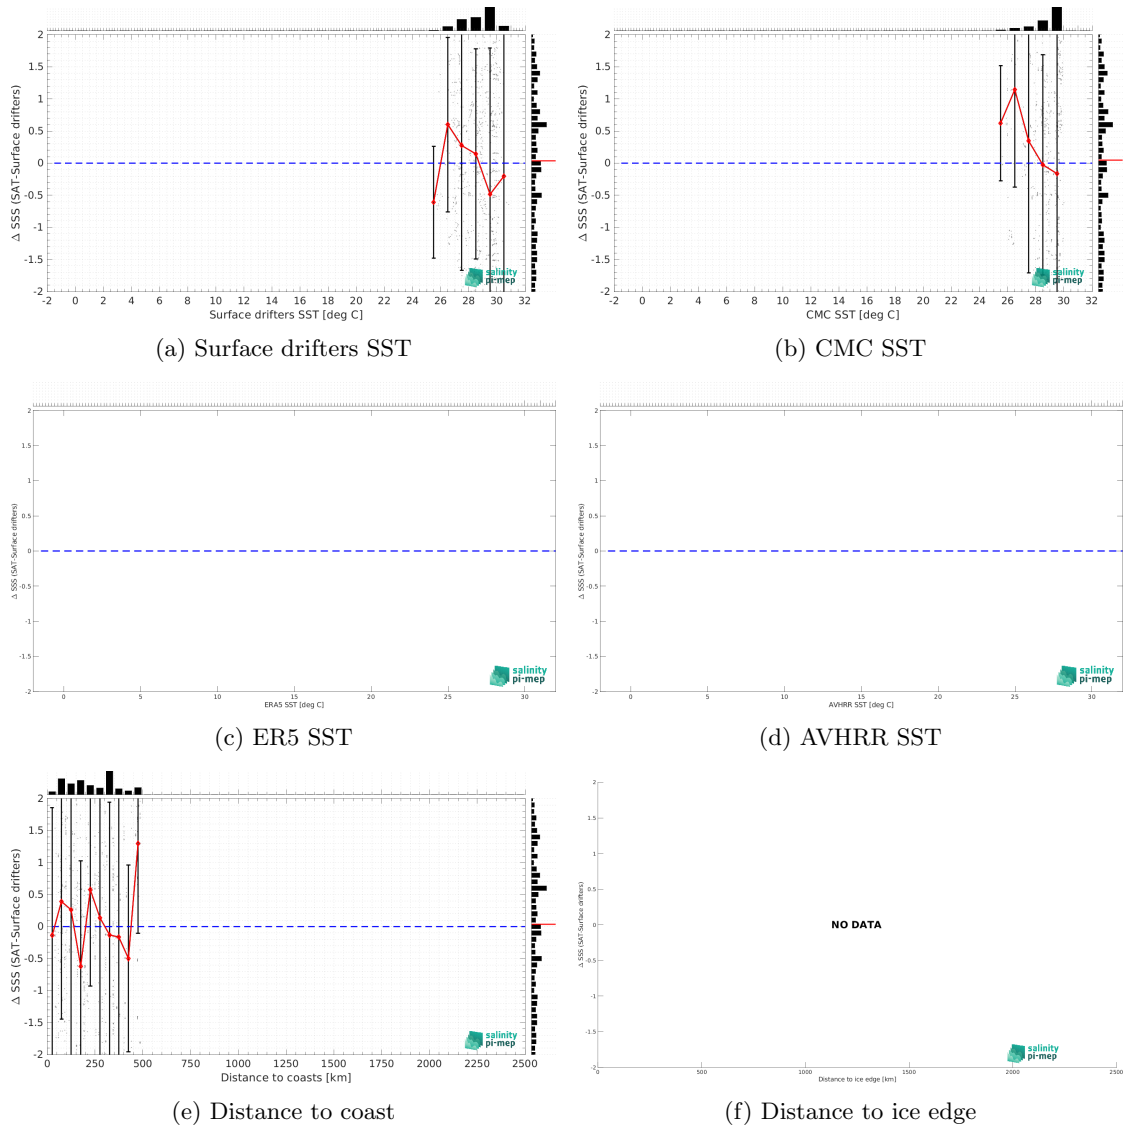 2
1.5
1
0.5
0
-0.5
-1
-1.5
-2
Δ SSS (SAT-Surface drifters)
-2 0 2 4 6 8 10 12 14 16 18 20 22 24 26 28 30 32
Surface drifters SST [deg C]
salinity
pi-mep
(a) Surface drifters SST
2
1.5
1
0.5
0
-0.5
-1
-1.5
-2
Δ SSS (SAT-Surface drifters)
-2 0 2 4 6 8 10 12 14 16 18 20 22 24 26 28 30 32
CMC SST [deg C]
salinity
pi-mep
(b) CMC SST
2
1.5
1
0.5
0
-0.5
-1
-1.5
-2
Δ SSS (SAT-Surface drifters)
0 5 10 15 20 25 30
ERA5 SST [deg C]
salinity
pi-mep
(c) ER5 SST
2
1.5
1
0.5
0
-0.5
-1
-1.5
-2
Δ SSS (SAT-Surface drifters)
0 5 10 15 20 25 30
AVHRR SST [deg C]
salinity
pi-mep
(d) AVHRR SST
2
1.5
1
0.5
0
-0.5
-1
-1.5
-2
Δ SSS (SAT-Surface drifters)
0 250 500 750 1000 1250 1500 1750 2000 2250 2500
Distance to coasts [km]
salinity
pi-mep
(e) Distance to coast
2
1.5
1
0.5
0
-0.5
-1
-1.5
-2
Δ SSS (SAT-Surface drifters)
NO DATA
0 500 1000 1500 2000 2500
Distance to ice edge [km]
salinity
pi-mep
(f) Distance to ice edge